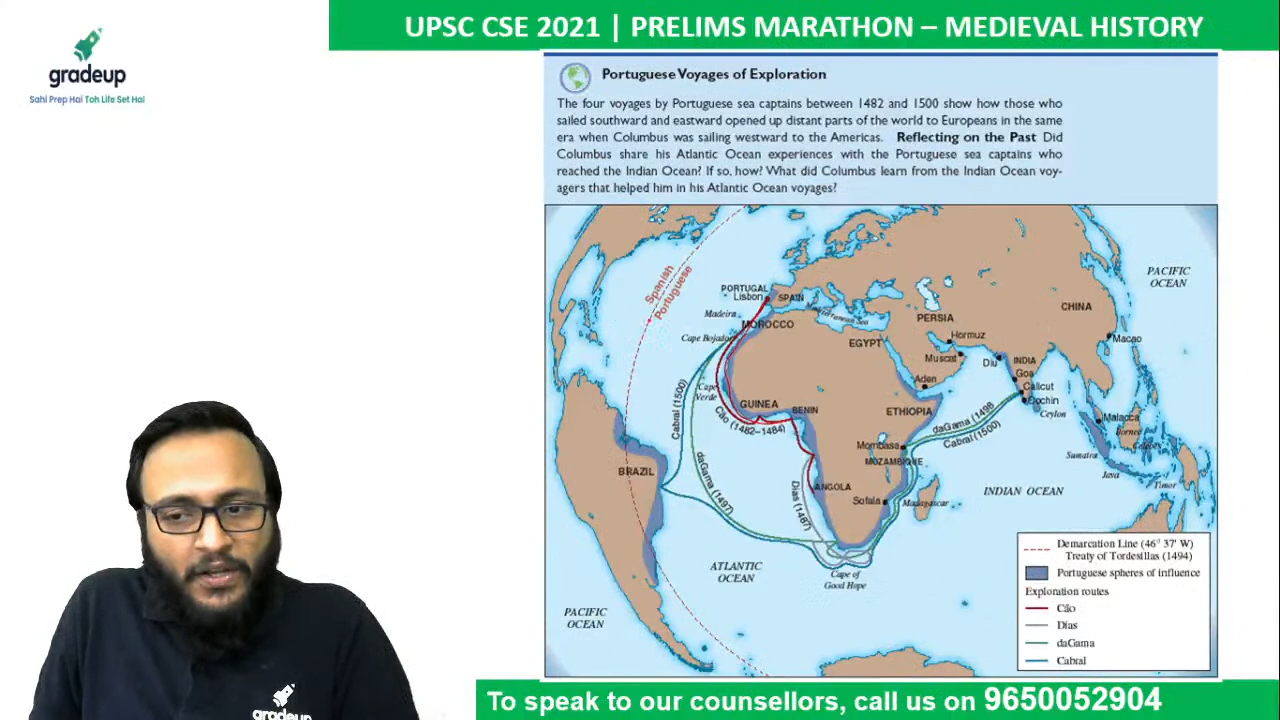 UPSC CSE 2021 | PRELIMS MARATHON – MEDIEVAL HISTORY
gradeup
Sahi Prep Hai Toh Life Set Hai
Portuguese Voyages of Exploration
The four voyages by Portuguese sea captains between 1482 and 1500 show how those who
sailed southward and eastward opened up distant parts of the world to Europeans in the same
era when Columbus was sailing westward to the Americas. Reflecting on the Past Did
Columbus share his Atlantic Ocean experiences with the Portuguese sea captains who
reached the Indian Ocean? If so, how? What did Columbus learn from the Indian Ocean voy-
agers that helped him in his Atlantic Ocean voyages?
Spanish
Portuguese
PORTUGAL
Lisbon
SPAIN
Madeira
MOROCCO
Mediterranean Sea
Cape Bojador
EGYPT
PERSIA
Hormuz
Muscat
CHINA
Macao
PACIFIC
OCEAN
Diu
INDIA
Goa
Calicut
Cochin
Ceylon
Aden
Cape
Verde
GUINEA
BENIN
ETHIOPIA
Cabral (1500)
Cão (1482–1484)
daGama (1498
Cabral (1500)
Malacca
Borneo
Celebes
Sumatra
Java
Timor
Mombasa
MOZAMBIQUE
BRAZIL
daGama (1497)
Dias (1487)
ANGOLA
Sofala
Madagascar
INDIAN OCEAN
ATLANTIC
OCEAN
Cape of
Good Hope
PACIFIC
OCEAN
Demarcation Line (46° 37' W)
Treaty of Tordesillas (1494)
Portuguese spheres of influence
Exploration routes
Cão
Dias
daGama
Cabral
gradeup
To speak to our counsellors, call us on 9650052904